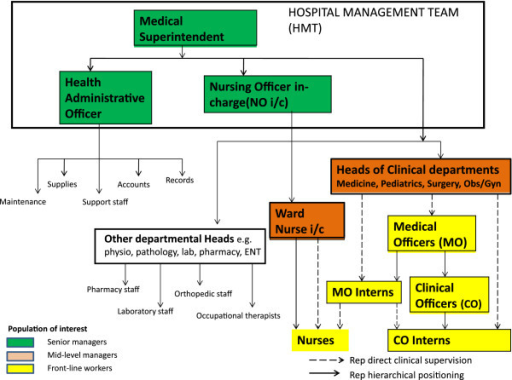 HOSPITAL MANAGEMENT TEAM
(HMT)
Medical
Superintendent
Health
Administrative
Officer
Nursing Officer in-
charge(NO i/c)
Heads of Clinical departments
Medicine, Pediatrics, Surgery, Obs/Gyn
Supplies
Accounts
Records
Maintenance
Support staff
Ward
Nurse i/c
Medical
Officers (MO)
Other departmental Heads e.g.
physio, pathology, lab, pharmacy, ENT
MO Interns
Clinical
Officers (CO)
Pharmacy staff
Orthopedic staff
Laboratory staff
Occupational therapists
Nurses
CO Interns
Population of interest
Senior managers
Mid-level managers
Front-line workers
Rep direct clinical supervision
Rep hierarchical positioning